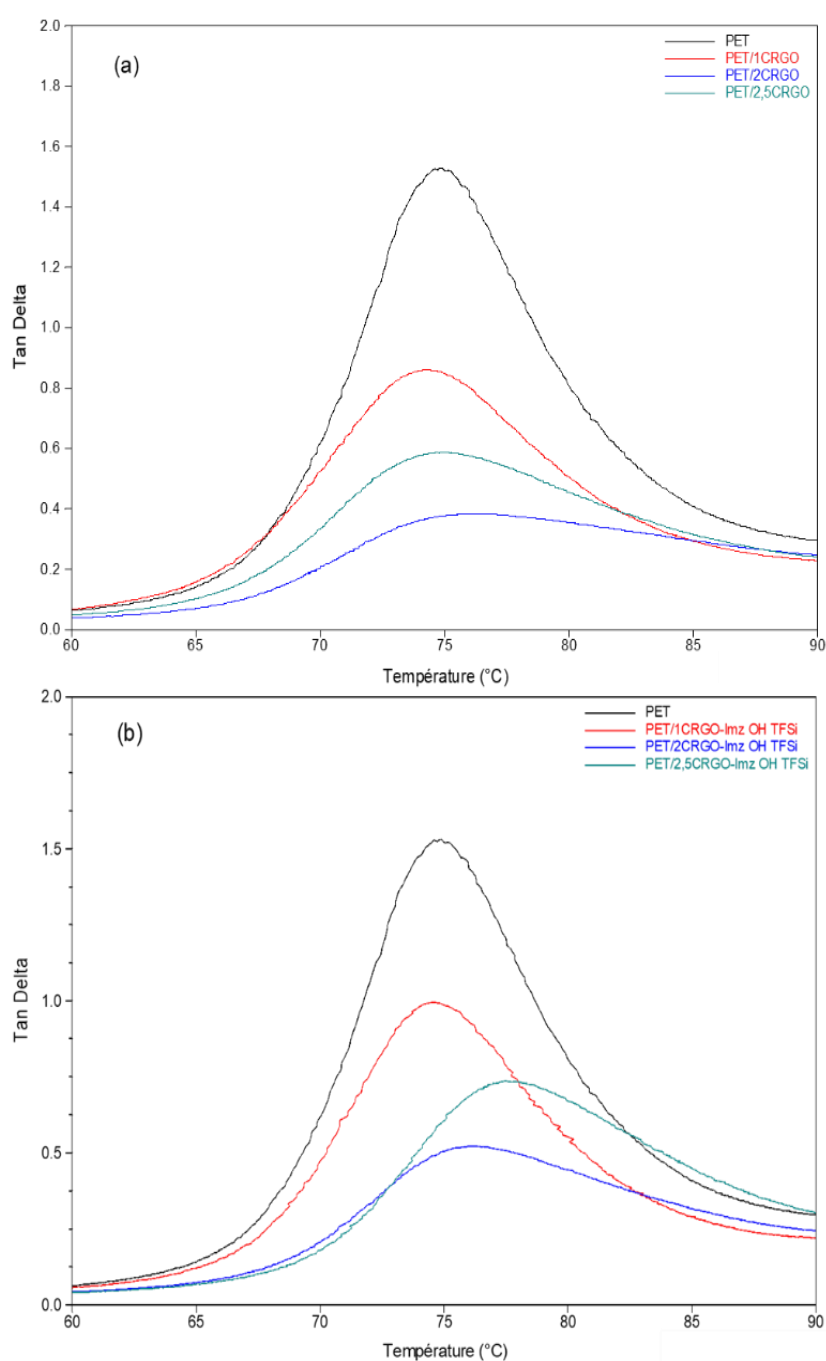 (a)
PET
PET/1CRGO
PET/2CRGO
PET/2,5CRGO
Tan Delta
2.0
1.8
1.6
1.4
1.2
1.0
0.8
0.6
0.4
0.2
0.0
60 65 70 75 80 85 90
Température (°C)
(b)
PET
PET/1CRGO-Imz OH TFSi
PET/2CRGO-Imz OH TFSi
PET/2,5CRGO-Imz OH TFSi
Tan Delta
2.0
1.5
1.0
0.5
0.0
60 65 70 75 80 85 90
Température (°C)